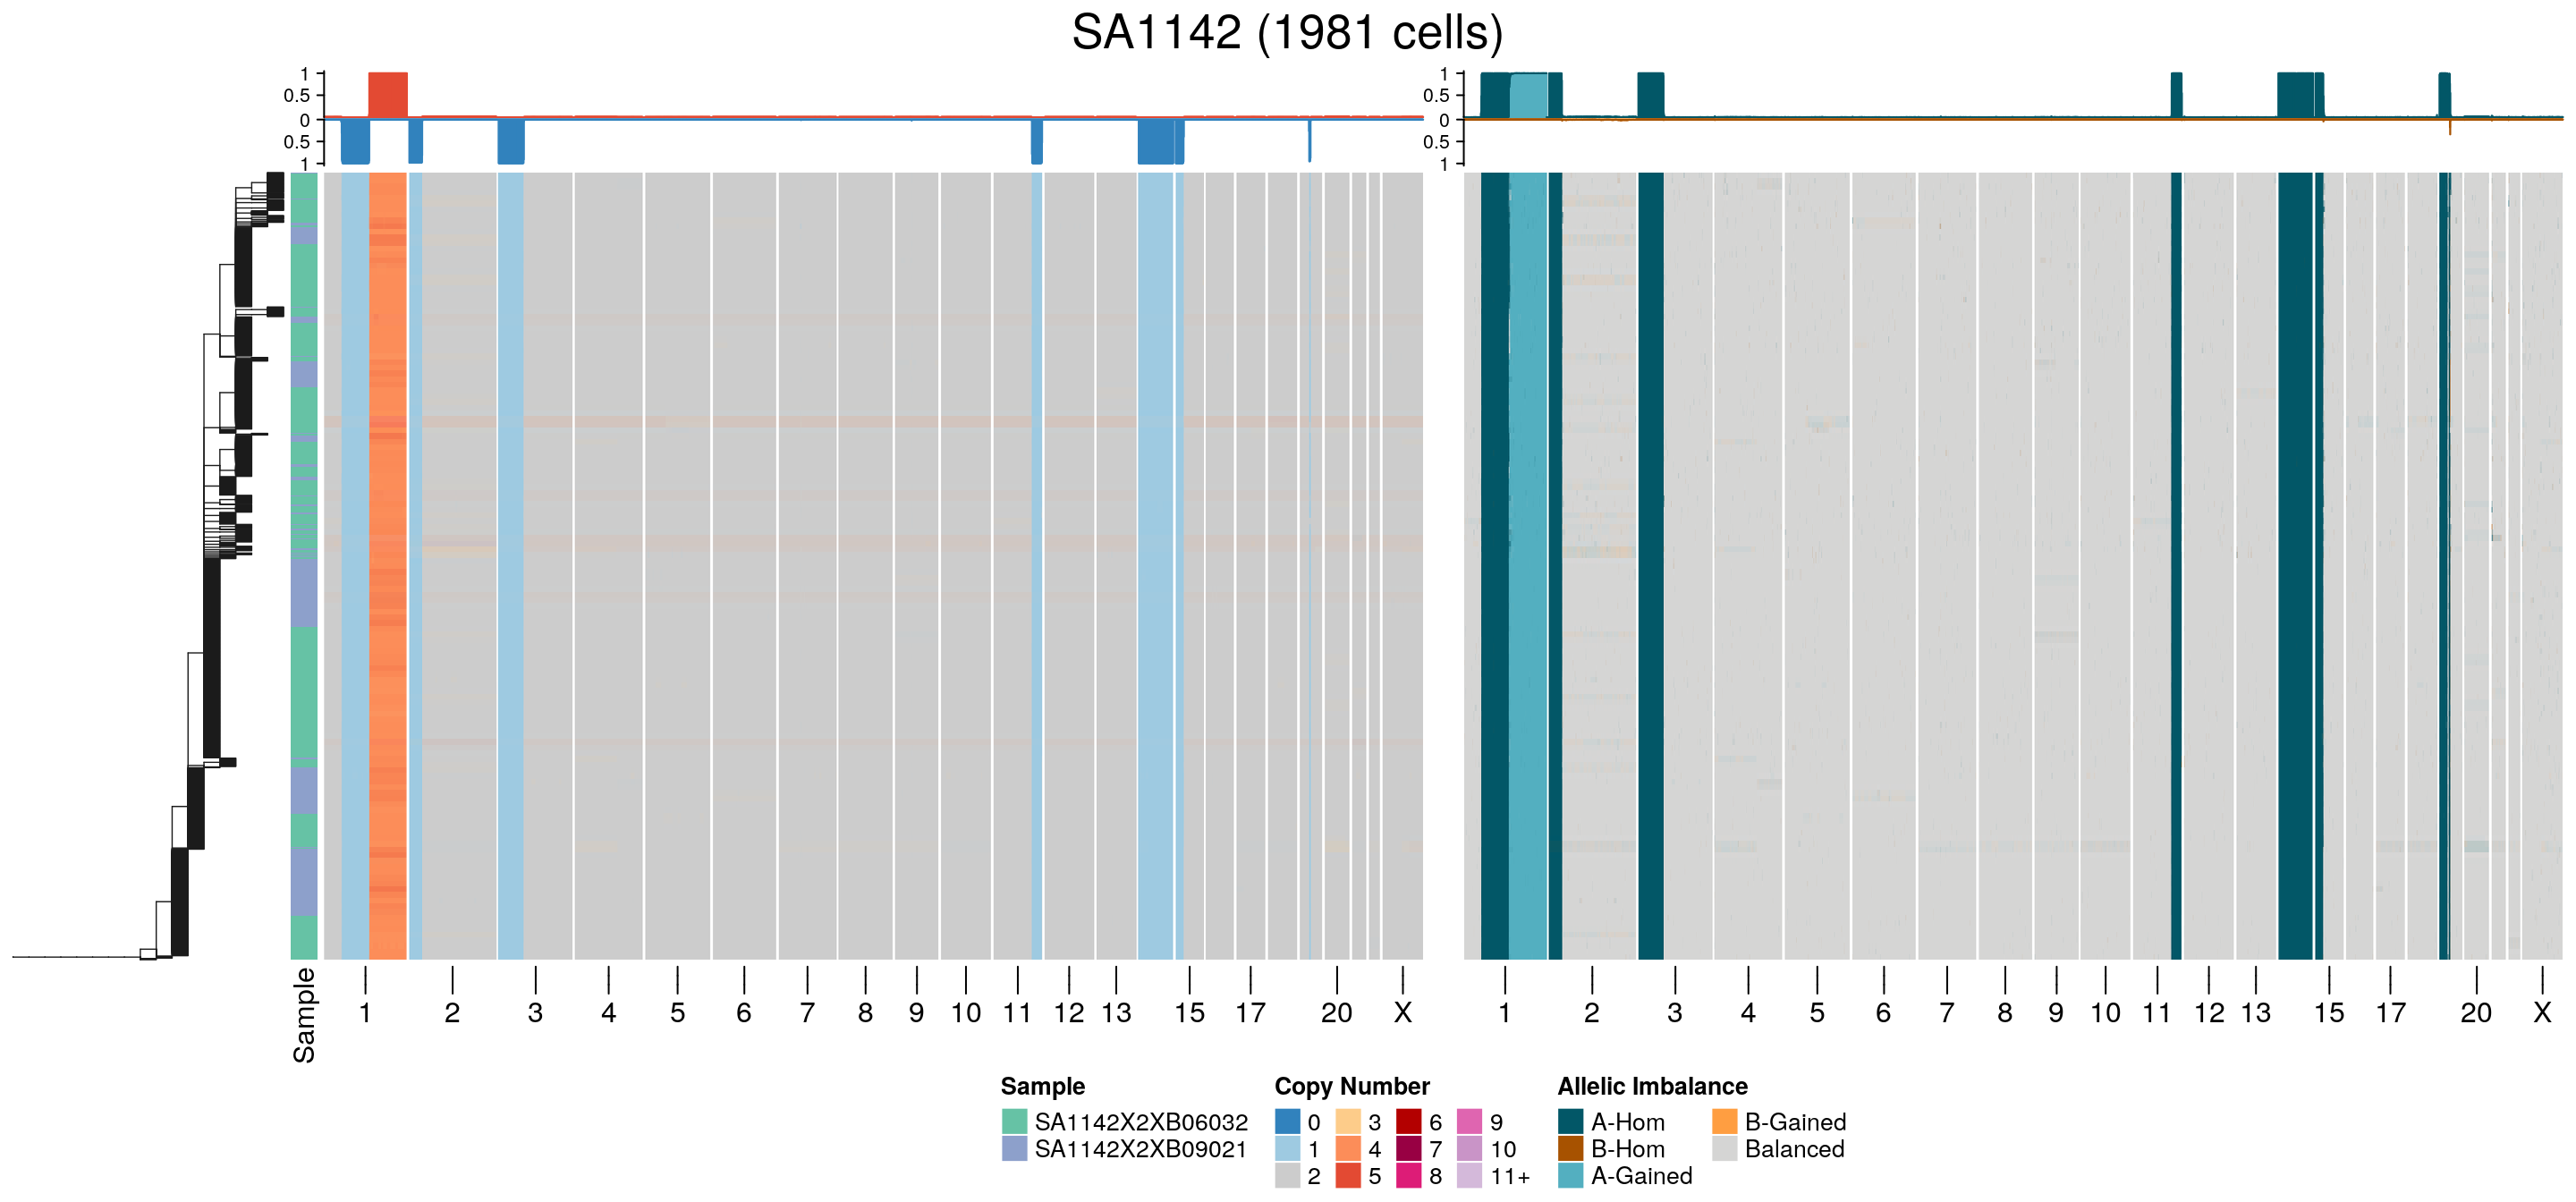 SA1142 (1981 cells)
1
0.5
0
0.5
1
1
0.5
0
0.5
1
Sample
1 2 3 4 5 6 7 8 9 10 11 12 13 15 17 20 X
1 2 3 4 5 6 7 8 9 10 11 12 13 15 17 20 X
Sample
SA1142X2XB06032
SA1142X2XB09021
Copy Number
0 3 6 9
1 4 7 10
2 5 8 11+
Allelic Imbalance
A-Hom B-Gained
B-Hom Balanced
A-Gained